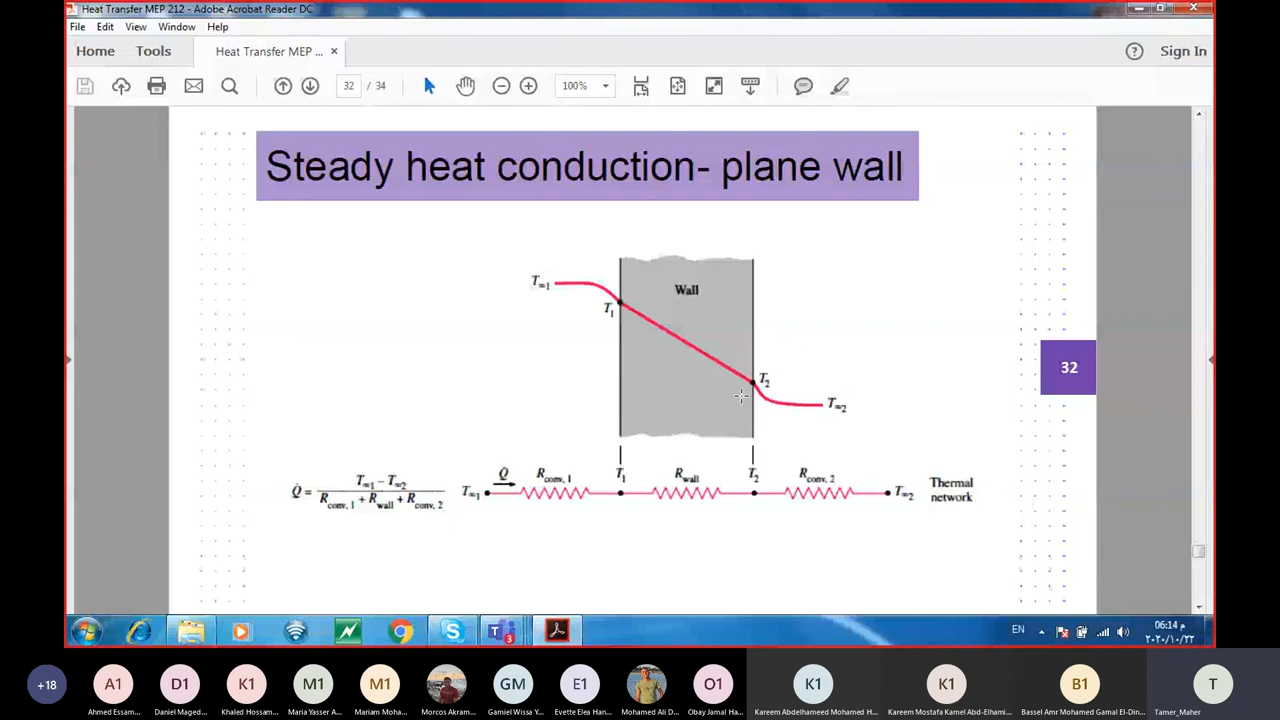 Heat Transfer MEP 212 - Adobe Acrobat Reader DC
File Edit View Window Help
Home Tools Heat Transfer MEP ... × ? Sign In
32 / 34 100%
Steady heat conduction- plane wall
Wall
T∞1
T1
T2
T∞2
32
Q̇ = (T∞1 − T∞2) / (Rconv, 1 + Rwall + Rconv, 2)
Q̇ Rconv, 1 T1 Rwall T2 Rconv, 2
T∞1 T∞2
Thermal
network
3 EN 06:14 م
٢٠٢٠/١٠/٢٢
+18 A1 D1 K1 M1 M1 GM E1 O1 K1 K1 B1 T
Ahmed Essam... Daniel Maged... Khaled Hossam... Maria Yasser A... Mariam Moha... Morcos Akram... Gamiel Wissa Y... Evette Elea Han... Mohamed Ali D... Obay Jamal Ha... Kareem Abdelhameed Mohamed H... Kareem Mostafa Kamel Abd-Elhami... Bassel Amr Mohamed Gamal El-Din... Tamer_Maher